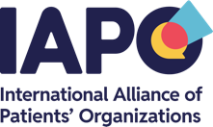 IAPO
International Alliance of
Patients' Organizations